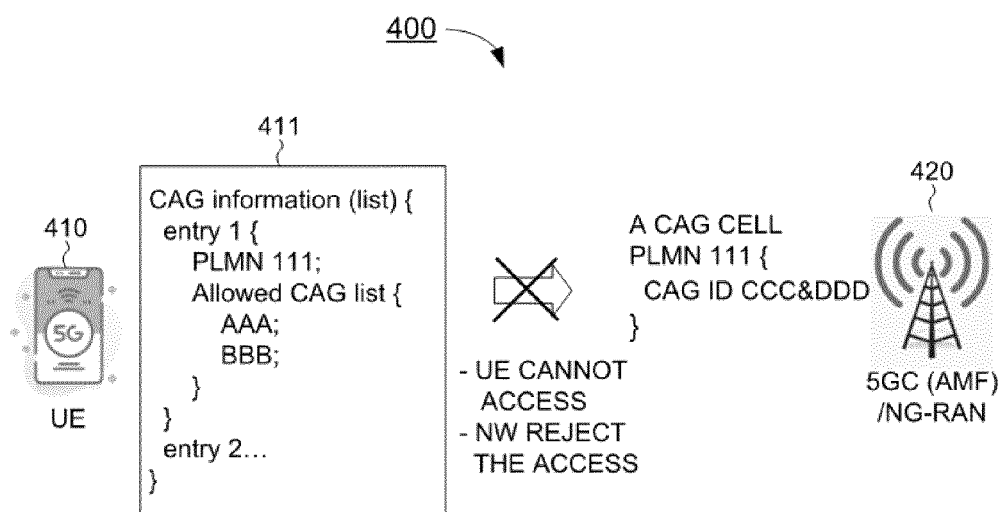 400
411
CAG information (list) {
entry 1 {
PLMN 111;
Allowed CAG list {
AAA;
BBB;
}
}
entry 2...
}
410
5G
UE
- UE CANNOT
ACCESS
- NW REJECT
THE ACCESS
A CAG CELL
PLMN 111 {
CAG ID CCC&DDD
}
420
5GC (AMF)
/NG-RAN